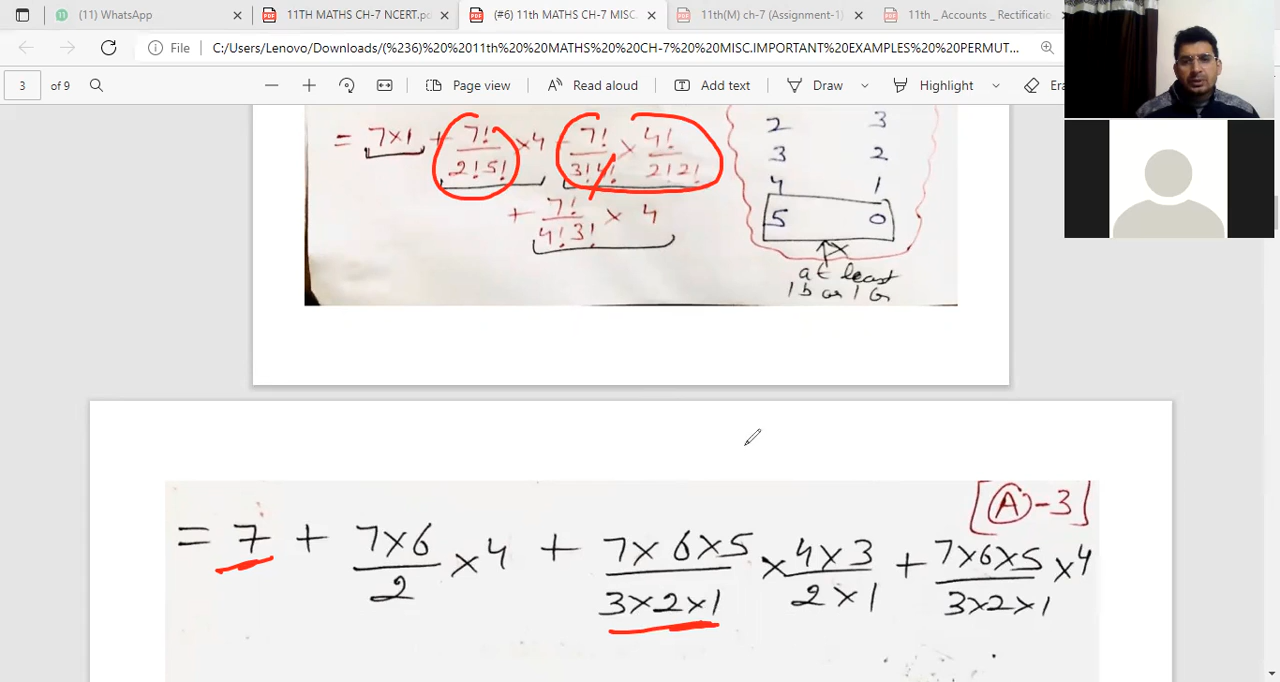 (11) WhatsApp
11TH MATHS CH-7 NCERT.p
(#6) 11th MATHS CH-7 MISC.
11th(M) ch-7 (Assignment-1)
11th _ Accounts _ Rectificatio
File
C:/Users/Lenovo/Downloads/(%236)%20%2011th%20%20MATHS%20%20CH-7%20%20MISC.IMPORTANT%20EXAMPLES%20%20PERMUT...
3 of 9
Page view
Read aloud
Add text
Draw
Highlight
Era
= 7×1 + 7!/2!5! ×4 + 7!/3!4! × 4!/2!2!
+ 7!/4!3! × 4
2 3
3 2
4 1
5 0
at least
1 b or 1 G
[(A)-3]
= 7 + 7×6/2 ×4 + 7×6×5/3×2×1 × 4×3/2×1 + 7×6×5/3×2×1 ×4